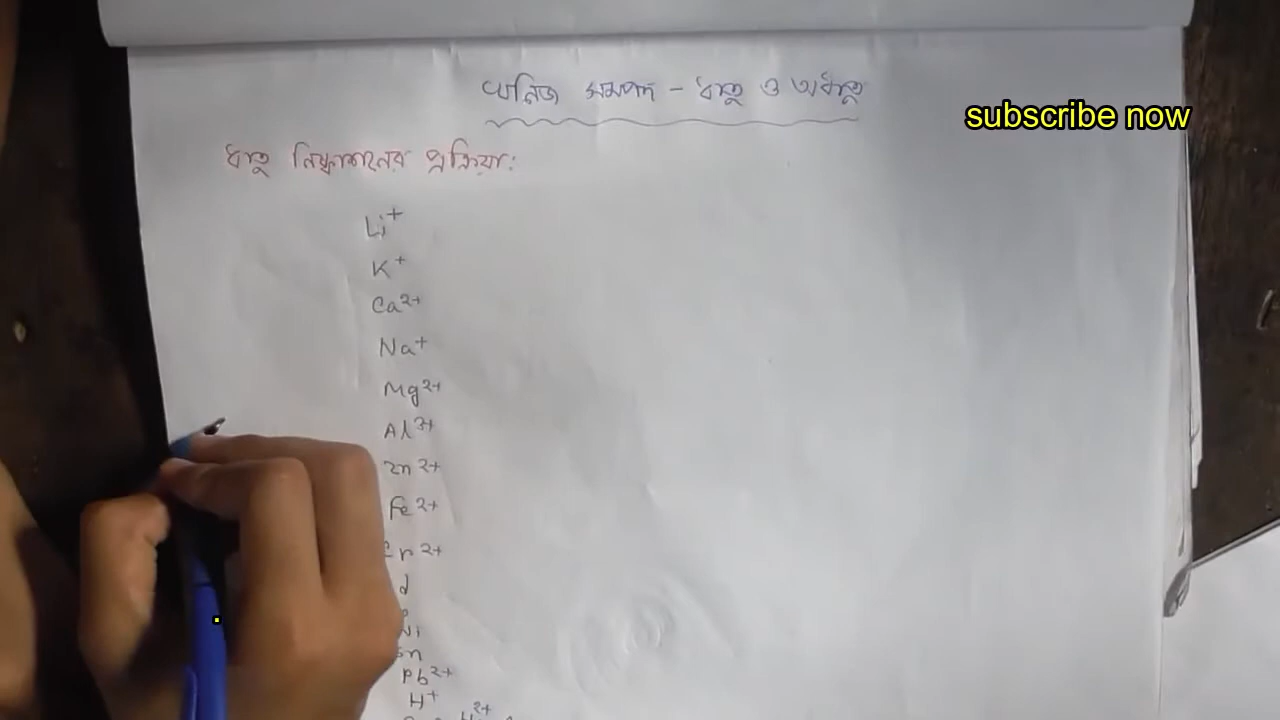 খনিজ সম্পদ - ধাতু ও অধাতু
subscribe now
ধাতু নিষ্কাশনের প্রক্রিয়া:
Li⁺
K⁺
Ca²⁺
Na⁺
Mg²⁺
Al³⁺
Zn²⁺
Fe²⁺
Pb²⁺
H⁺